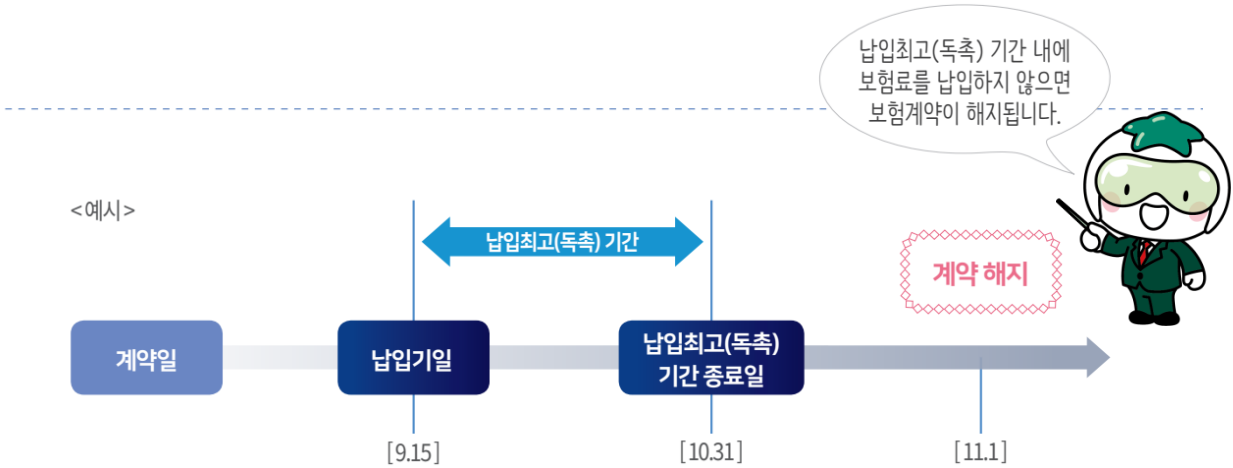 납입최고(독촉) 기간 내에
보험료를 납입하지 않으면
보험계약이 해지됩니다.
<예시>
납입최고(독촉) 기간
계약 해지
계약일
납입기일
납입최고(독촉)
기간 종료일
[9.15]
[10.31]
[11.1]